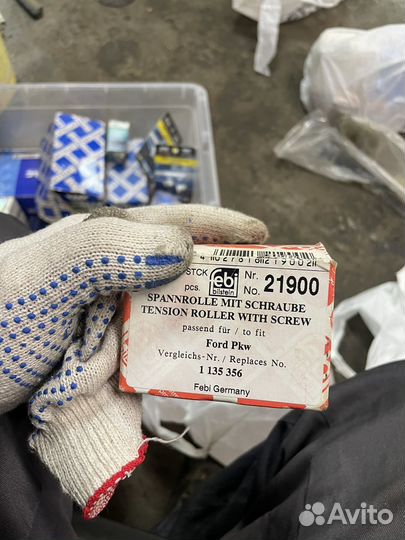 STCK
pcs.
febi
bilstein
Nr.
No.
21900
SPANNROLLE MIT SCHRAUBE
TENSION ROLLER WITH SCREW
passend für / to fit
Ford Pkw
Vergleichs-Nr. / Replaces No.
1 135 356
Febi Germany
Avito